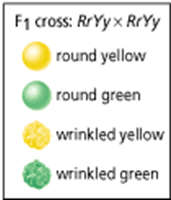 F₁ cross: RrYy × RrYy
round yellow
round green
wrinkled yellow
wrinkled green